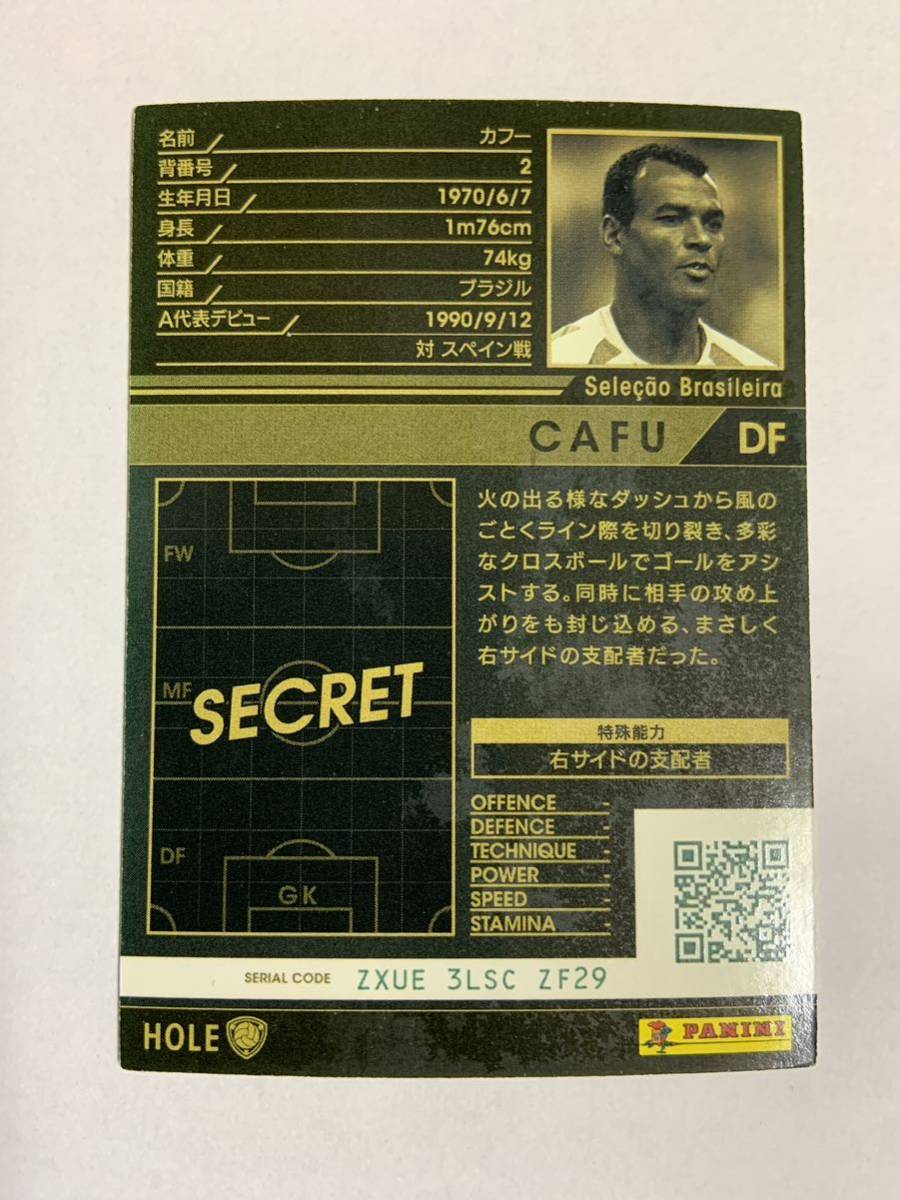 名前 カフー
背番号 2
生年月日 1970/6/7
身長 1m76cm
体重 74kg
国籍 ブラジル
A代表デビュー 1990/9/12
対 スペイン戦
Seleção Brasileira
CAFU DF
FW
MF
SECRET
DF
GK
火の出る様なダッシュから風の
ごとくライン際を切り裂き、多彩
なクロスボールでゴールをアシ
ストする。同時に相手の攻め上
がりをも封じ込める、まさしく
右サイドの支配者だった。
特殊能力
右サイドの支配者
OFFENCE -
DEFENCE -
TECHNIQUE -
POWER -
SPEED -
STAMINA -
SERIAL CODE ZXUE 3LSC ZF29
HOLE PANINI